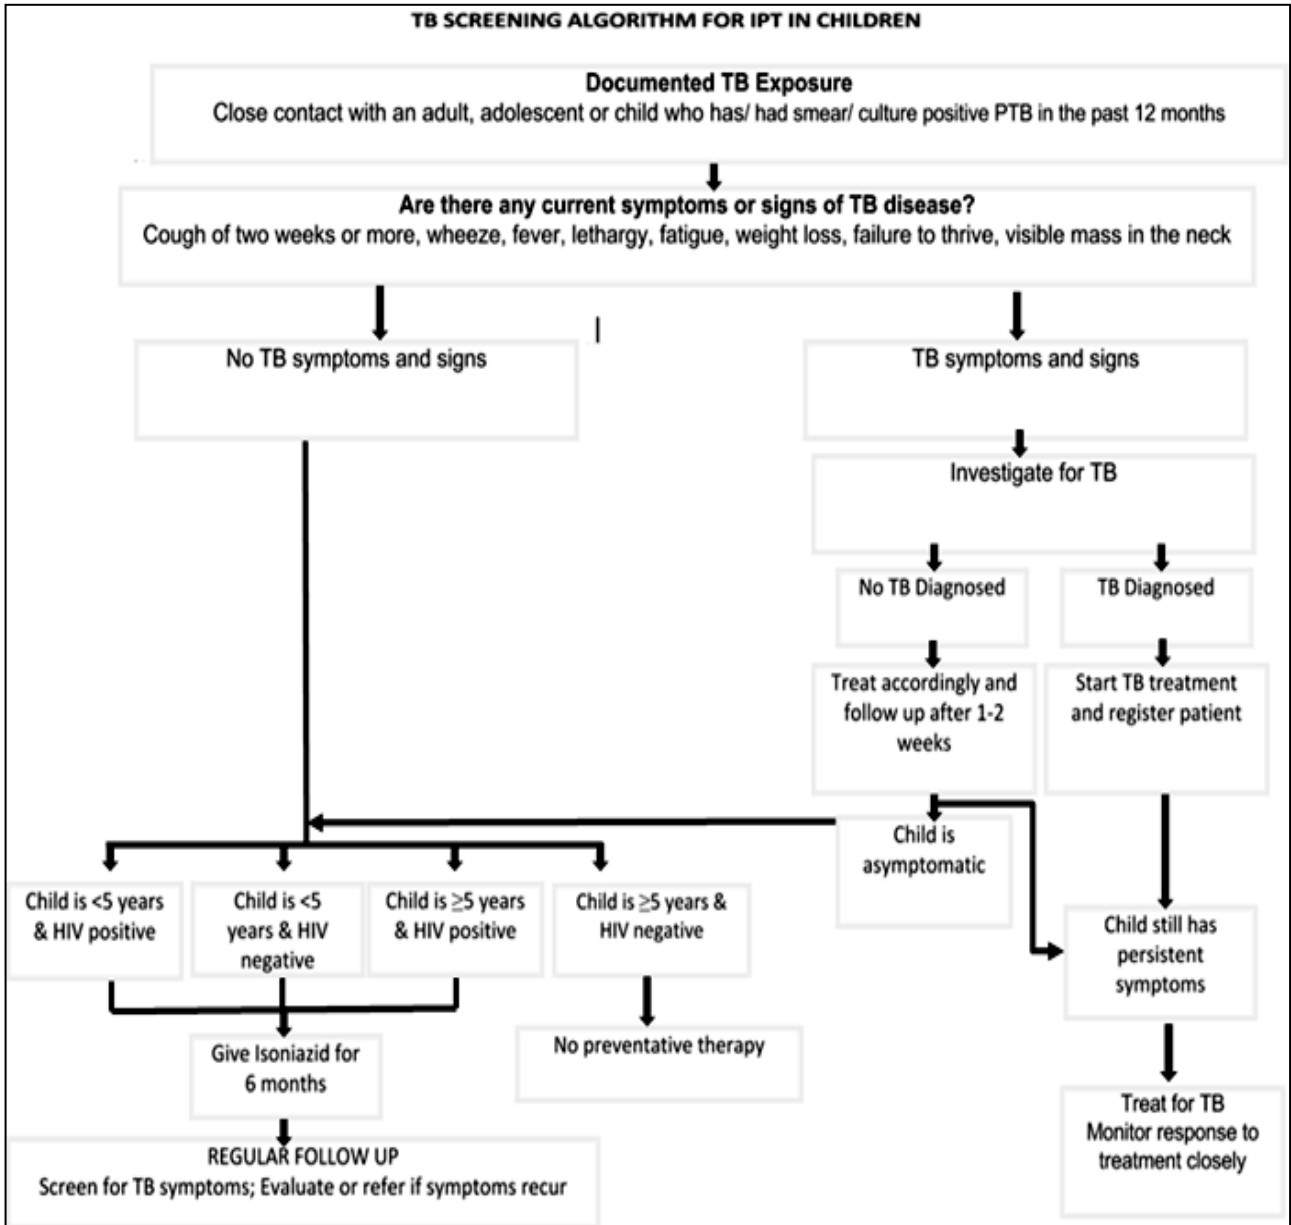 TB SCREENING ALGORITHM FOR IPT IN CHILDREN
Documented TB Exposure
Close contact with an adult, adolescent or child who has/ had smear/ culture positive PTB in the past 12 months
Are there any current symptoms or signs of TB disease?
Cough of two weeks or more, wheeze, fever, lethargy, fatigue, weight loss, failure to thrive, visible mass in the neck
No TB symptoms and signs
TB symptoms and signs
Investigate for TB
No TB Diagnosed
TB Diagnosed
Treat accordingly and
follow up after 1-2
weeks
Start TB treatment
and register patient
Child is
asymptomatic
Child is <5 years
& HIV positive
Child is <5
years & HIV
negative
Child is ≥5 years
& HIV positive
Child is ≥5 years &
HIV negative
Child still has
persistent
symptoms
Give Isoniazid for
6 months
No preventative therapy
Treat for TB
Monitor response to
treatment closely
REGULAR FOLLOW UP
Screen for TB symptoms; Evaluate or refer if symptoms recur